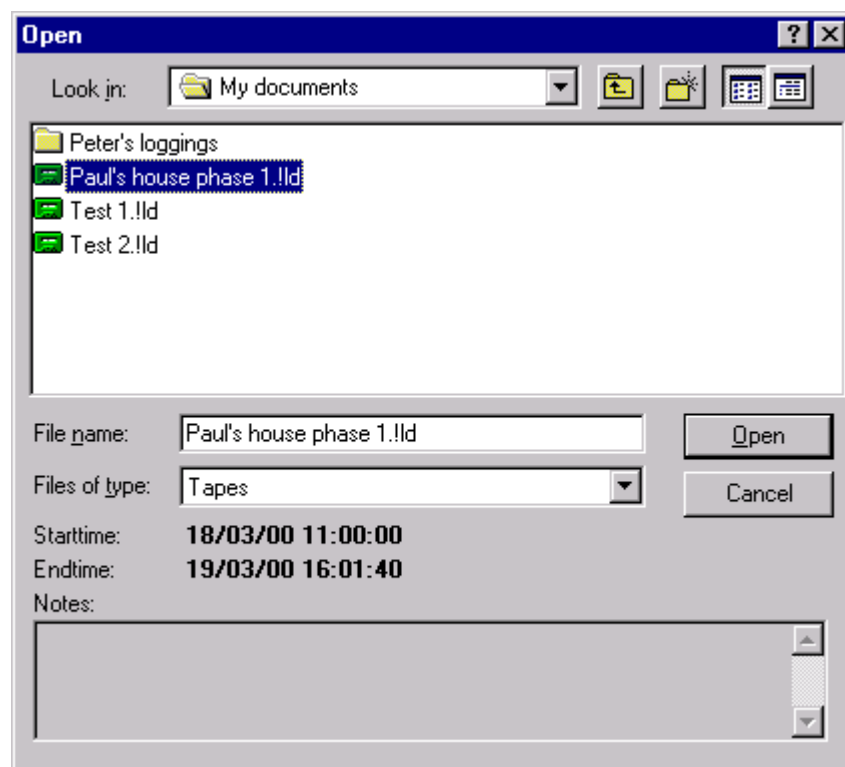 Open
Look in: My documents
Peter's loggings
Paul's house phase 1.!ld
Test 1.!ld
Test 2.!ld
File name: Paul's house phase 1.!ld Open
Files of type: Tapes Cancel
Starttime: 18/03/00 11:00:00
Endtime: 19/03/00 16:01:40
Notes: